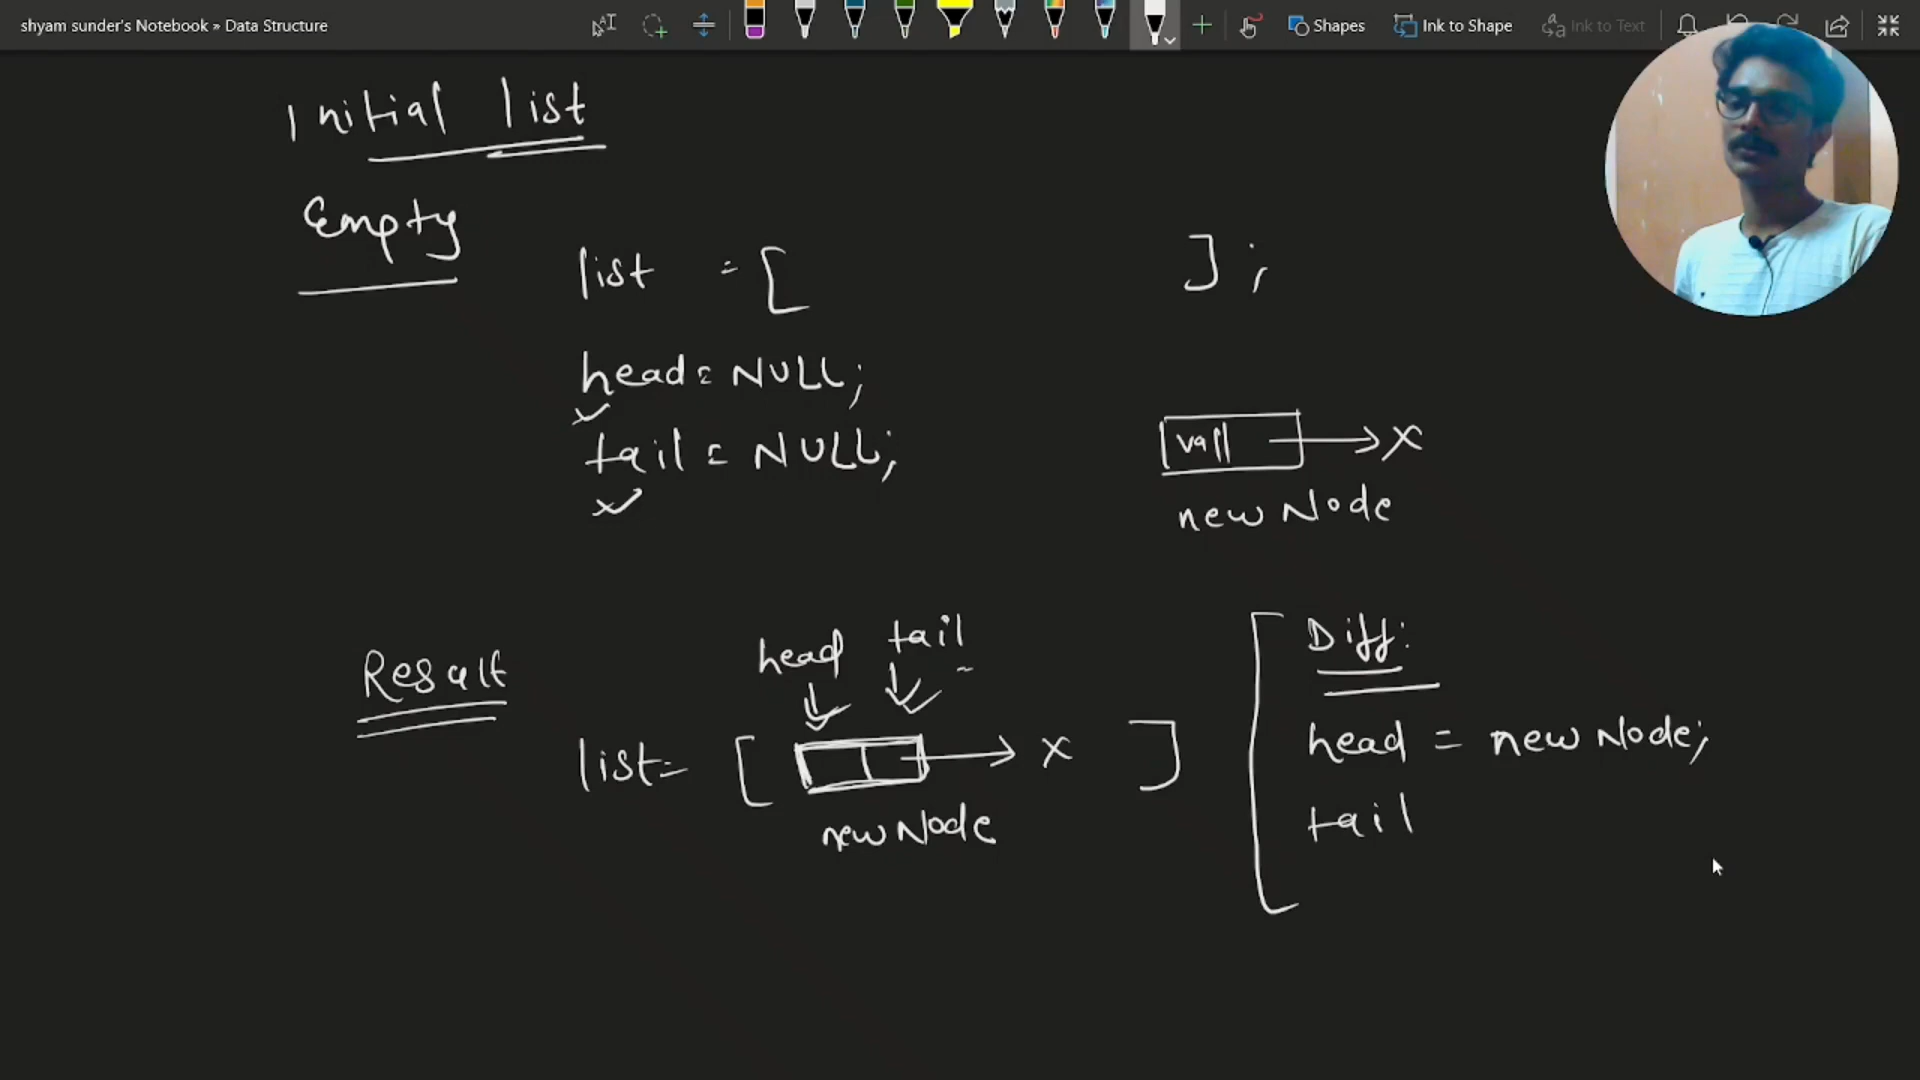 shyam sunder's Notebook » Data Structure
Shapes
Ink to Shape
Ink to Text
Initial list
Empty
list = [ ];
head = NULL;
tail = NULL;
val
new Node
Result
head tail
list = [ x ]
new Node
Diff:
head = new Node;
tail